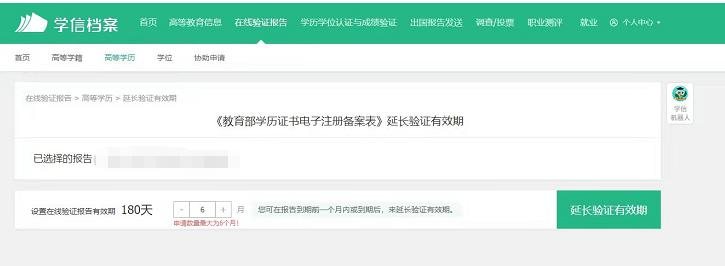 学信档案 首页 高等教育信息 在线验证报告 学历学位认证与成绩验证 出国报告发送 调查/投票 职业测评 就业 个人中心
首页 高等学籍 高等学历 学位 协助申请
在线验证报告 > 高等学历 > 延长验证有效期
学信
机器人
《教育部学历证书电子注册备案表》延长验证有效期
已选择的报告
设置在线验证报告有效期 180天 - 6 + 月 您可在报告到期前一个月内或到期后，来延长验证有效期。 延长验证有效期
申请数量最大为6个月！